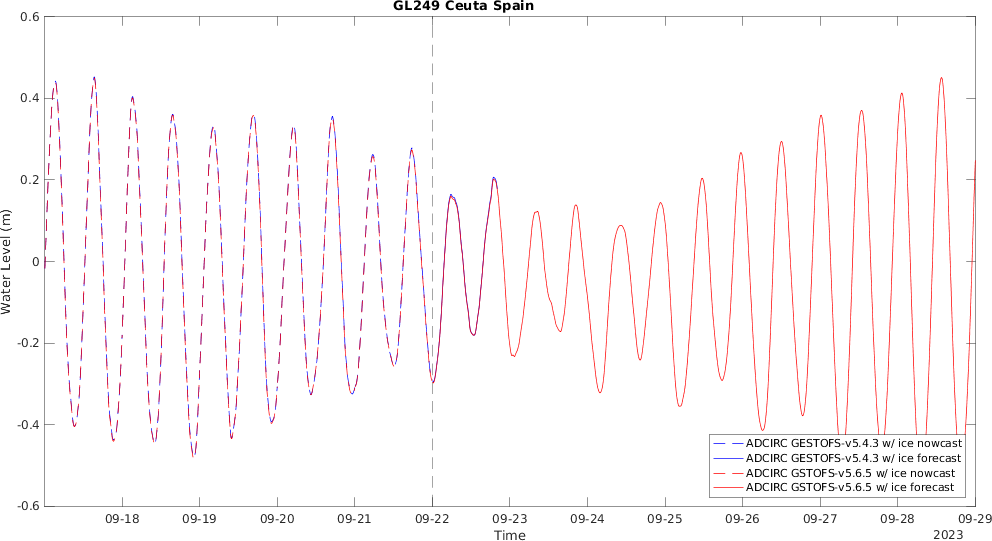 GL249 Ceuta Spain
0.6
0.4
0.2
0
-0.2
-0.4
-0.6
Water Level (m)
09-18 09-19 09-20 09-21 09-22 09-23 09-24 09-25 09-26 09-27 09-28 09-29
Time
2023
ADCIRC GESTOFS-v5.4.3 w/ ice nowcast
ADCIRC GESTOFS-v5.4.3 w/ ice forecast
ADCIRC GSTOFS-v5.6.5 w/ ice nowcast
ADCIRC GSTOFS-v5.6.5 w/ ice forecast